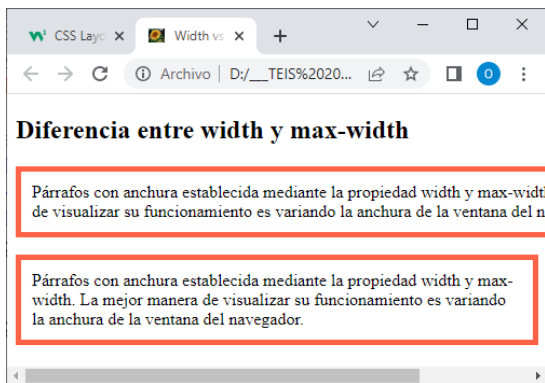 CSS Layo
Width vs
Archivo | D:/___TEIS%2020...
O
Diferencia entre width y max-width
Párrafos con anchura establecida mediante la propiedad width y max-widt
de visualizar su funcionamiento es variando la anchura de la ventana del n
Párrafos con anchura establecida mediante la propiedad width y max-
width. La mejor manera de visualizar su funcionamiento es variando
la anchura de la ventana del navegador.